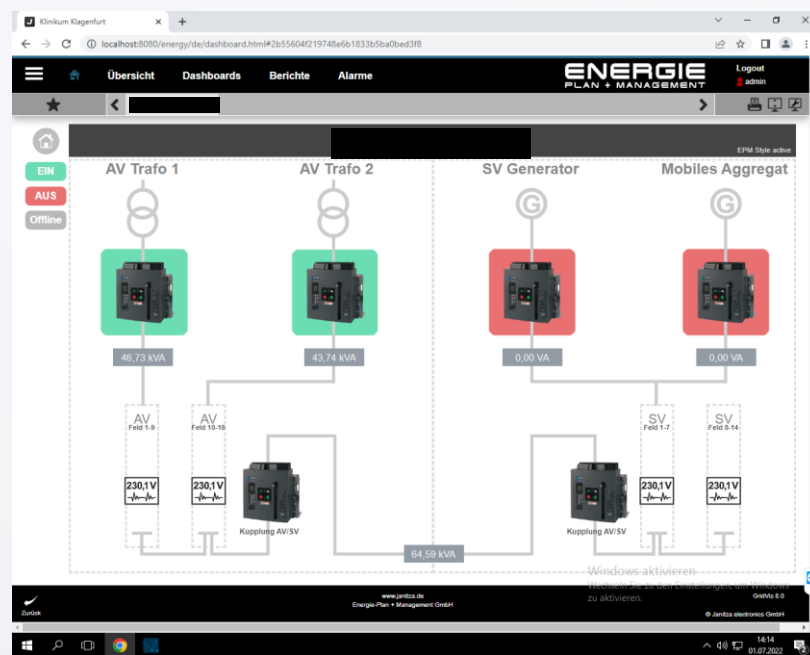 Klinikum Klagenfurt
localhost:8080/energy/de/dashboard.html#2b55604f219748e6b1833b5ba0bed3f8
Übersicht Dashboards Berichte Alarme
ENERGIE
PLAN + MANAGEMENT
Logout
admin
EPM Style active
EIN
AUS
Offline
AV Trafo 1 AV Trafo 2 SV Generator Mobiles Aggregat
G G
46,73 kVA 43,74 kVA 0,00 VA 0,00 VA
AV AV SV SV
Feld 1-9 Feld 10-18 Feld 1-7 Feld 8-14
230,1V 230,1V 230,1V 230,1V
Kupplung AV/SV Kupplung AV/SV
64,59 kVA
Windows aktivieren
Wechseln Sie zu den Einstellungen, um Windows
zu aktivieren.
Zurück
www.janitza.de
Energie-Plan + Management GmbH
GridVis 8.0
© Janitza electronics GmbH
14:14
01.07.2022